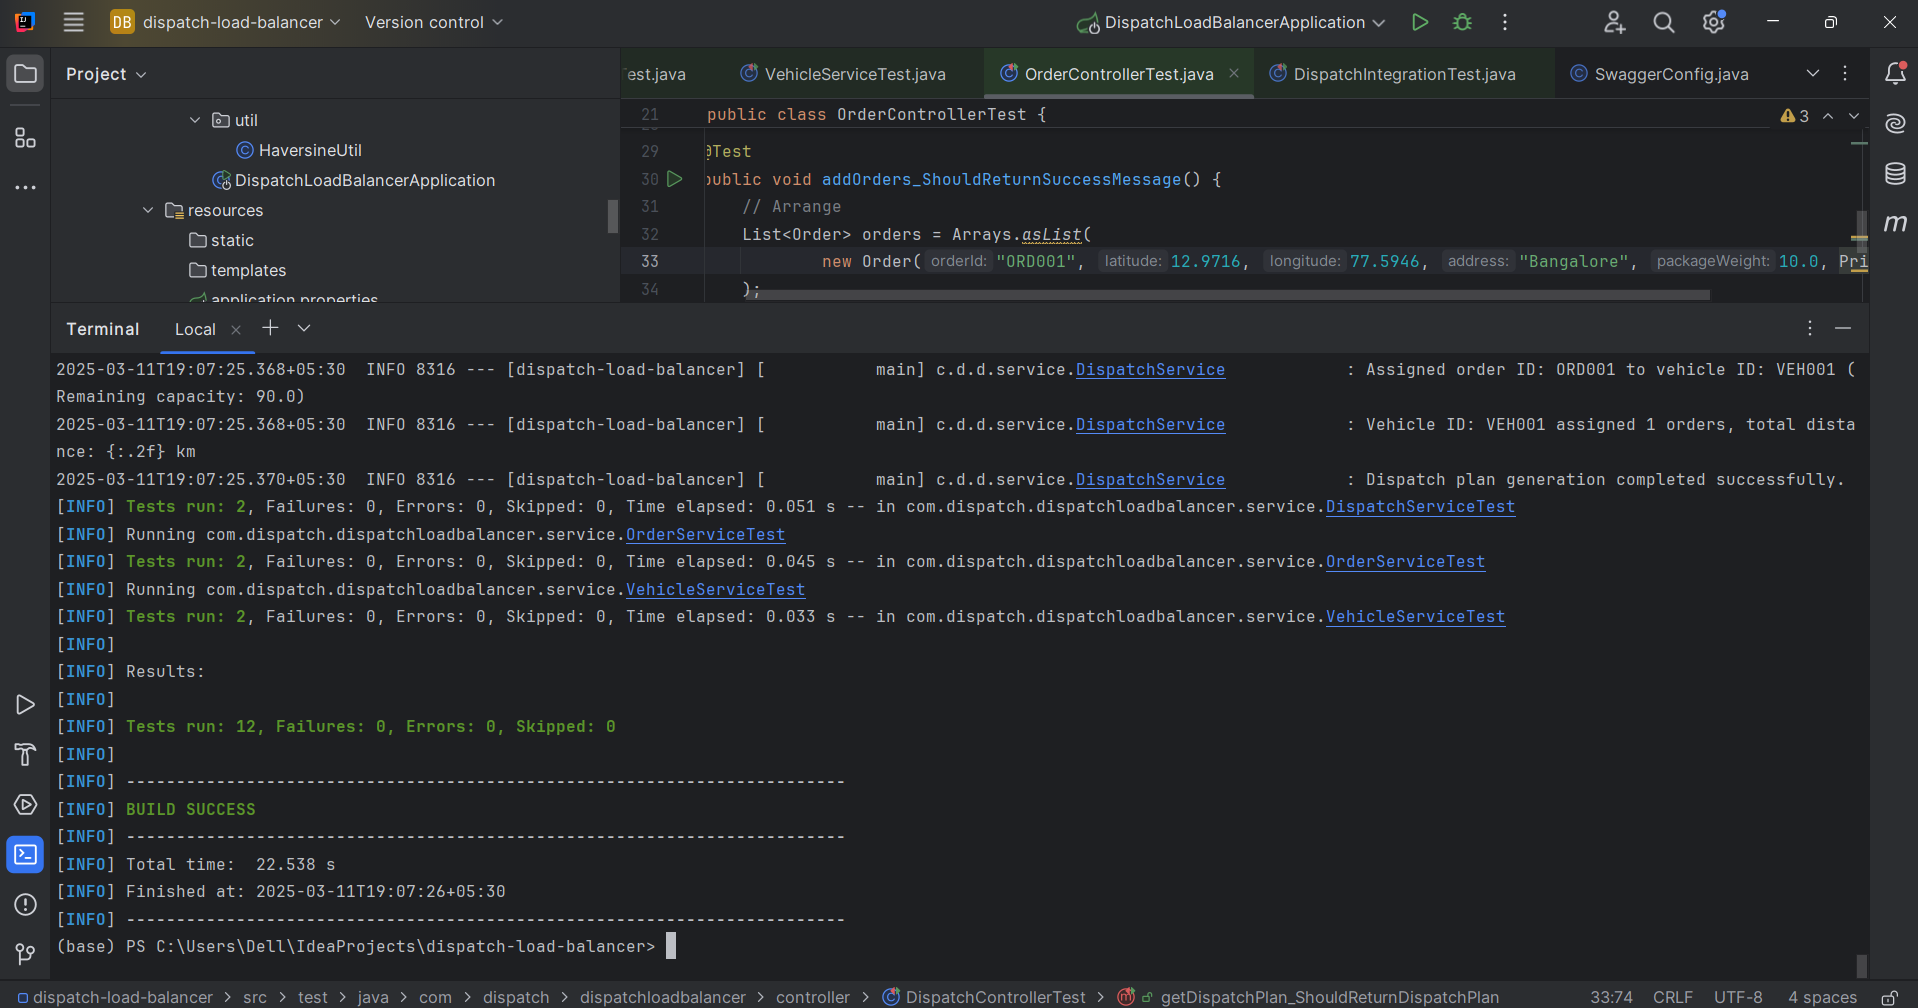 DB dispatch-load-balancer Version control DispatchLoadBalancerApplication
Project
util
HaversineUtil
DispatchLoadBalancerApplication
resources
static
templates
application.properties
est.java VehicleServiceTest.java OrderControllerTest.java DispatchIntegrationTest.java SwaggerConfig.java
21 public class OrderControllerTest { 3
29 @Test
30 public void addOrders_ShouldReturnSuccessMessage() {
31 // Arrange
32 List<Order> orders = Arrays.asList(
33 new Order( orderId: "ORD001", latitude: 12.9716, longitude: 77.5946, address: "Bangalore", packageWeight: 10.0, Pri
34 );
Terminal Local
2025-03-11T19:07:25.368+05:30  INFO 8316 --- [dispatch-load-balancer] [           main] c.d.d.service.DispatchService            : Assigned order ID: ORD001 to vehicle ID: VEH001 (
Remaining capacity: 90.0)
2025-03-11T19:07:25.368+05:30  INFO 8316 --- [dispatch-load-balancer] [           main] c.d.d.service.DispatchService            : Vehicle ID: VEH001 assigned 1 orders, total dista
nce: {:.2f} km
2025-03-11T19:07:25.370+05:30  INFO 8316 --- [dispatch-load-balancer] [           main] c.d.d.service.DispatchService            : Dispatch plan generation completed successfully.
[INFO] Tests run: 2, Failures: 0, Errors: 0, Skipped: 0, Time elapsed: 0.051 s -- in com.dispatch.dispatchloadbalancer.service.DispatchServiceTest
[INFO] Running com.dispatch.dispatchloadbalancer.service.OrderServiceTest
[INFO] Tests run: 2, Failures: 0, Errors: 0, Skipped: 0, Time elapsed: 0.045 s -- in com.dispatch.dispatchloadbalancer.service.OrderServiceTest
[INFO] Running com.dispatch.dispatchloadbalancer.service.VehicleServiceTest
[INFO] Tests run: 2, Failures: 0, Errors: 0, Skipped: 0, Time elapsed: 0.033 s -- in com.dispatch.dispatchloadbalancer.service.VehicleServiceTest
[INFO]
[INFO] Results:
[INFO]
[INFO] Tests run: 12, Failures: 0, Errors: 0, Skipped: 0
[INFO]
[INFO] ------------------------------------------------------------------------
[INFO] BUILD SUCCESS
[INFO] ------------------------------------------------------------------------
[INFO] Total time:  22.538 s
[INFO] Finished at: 2025-03-11T19:07:26+05:30
[INFO] ------------------------------------------------------------------------
(base) PS C:\Users\Dell\IdeaProjects\dispatch-load-balancer>
dispatch-load-balancer > src > test > java > com > dispatch > dispatchloadbalancer > controller > DispatchControllerTest > getDispatchPlan_ShouldReturnDispatchPlan 33:74 CRLF UTF-8 4 spaces